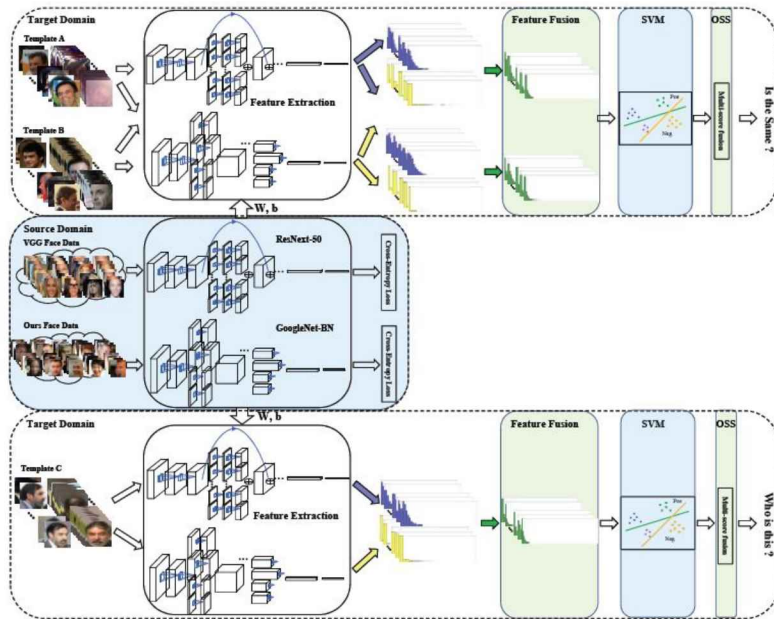 Target Domain
Feature Fusion
SVM
OSS
Template A
Feature Extraction
Template B
Pos
Neg
Multi-score fusion
Is the Same ?
W, b
Source Domain
VGG Face Data
ResNext-50
Cross-Entropy Loss
Ours Face Data
GoogleNet-BN
Cross-Entropy Loss
W, b
Target Domain
Feature Fusion
SVM
OSS
Template C
Feature Extraction
Pos
Neg
Multi-score fusion
Who is this ?